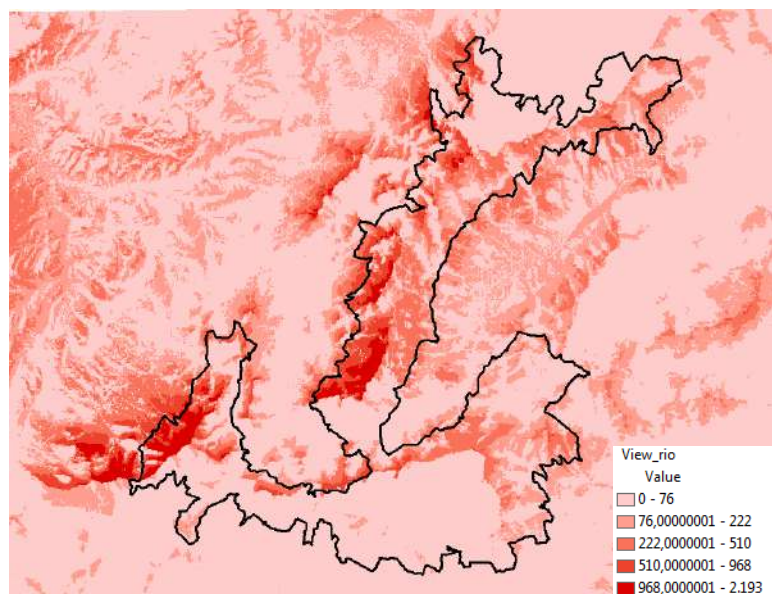 View_rio
Value
0 - 76
76,00000001 - 222
222,0000001 - 510
510,0000001 - 968
968,0000001 - 2.193